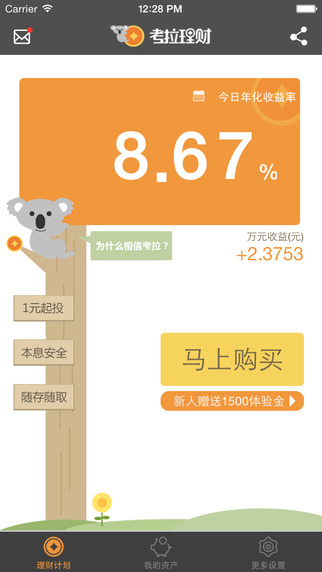 Carrier 12:28 PM
考拉理财
今日年化收益率
8.67%
为什么相信考拉？
万元收益(元)
+2.3753
1元起投
本息安全
随存随取
马上购买
新人赠送1500体验金
理财计划 我的资产 更多设置